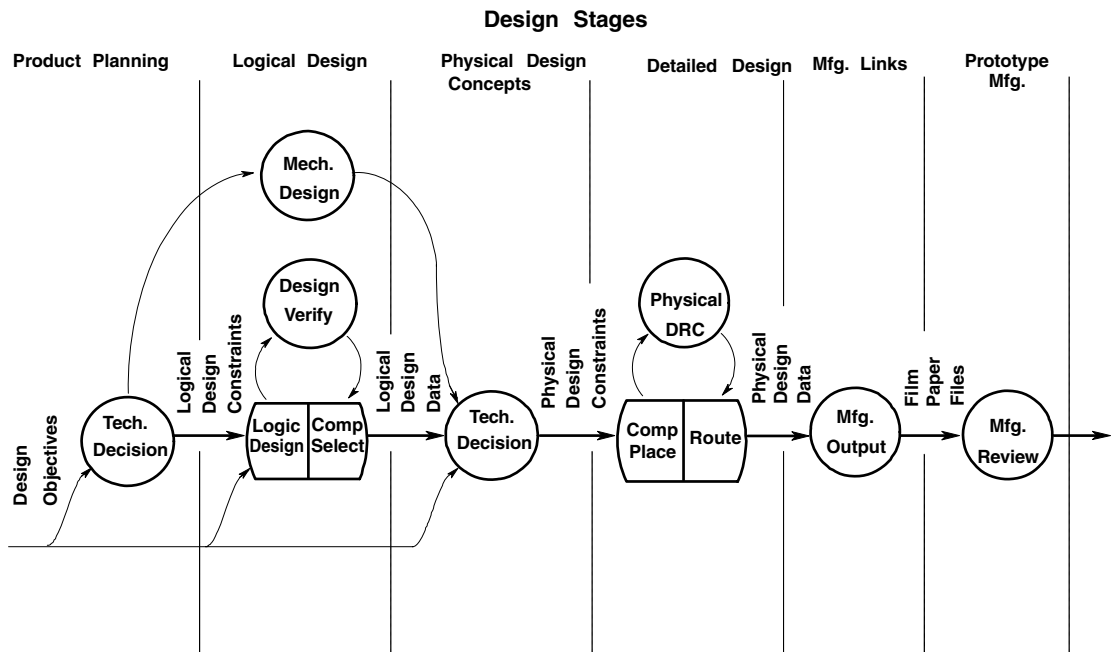 Design Stages
Product Planning
Logical Design
Physical Design
Concepts
Detailed Design
Mfg. Links
Prototype
Mfg.
Mech.
Design
Design
Verify
Physical
DRC
Logical
Design
Constraints
Logical
Design
Data
Physical
Design
Constraints
Physical
Design
Data
Film
Paper
Files
Design
Objectives
Tech.
Decision
Logic
Design
Comp
Select
Tech.
Decision
Comp
Place
Route
Mfg.
Output
Mfg.
Review